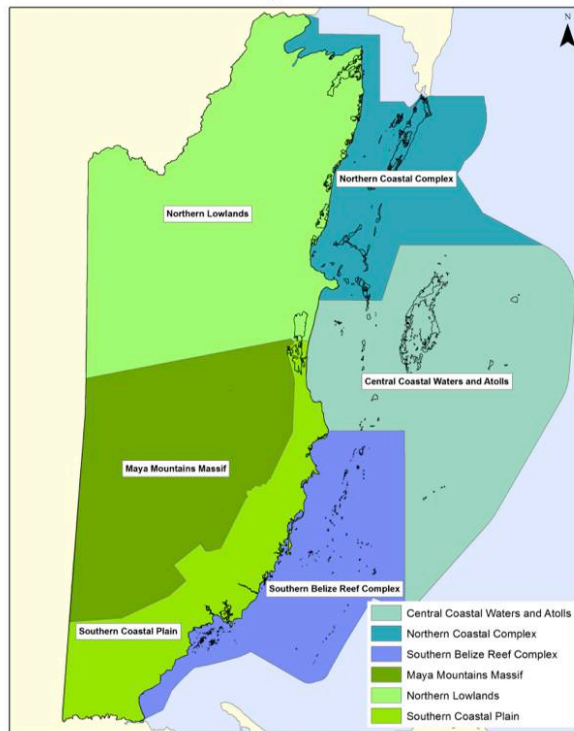 N
Northern Coastal Complex
Northern Lowlands
Central Coastal Waters and Atolls
Maya Mountains Massif
Southern Belize Reef Complex
Southern Coastal Plain
Central Coastal Waters and Atolls
Northern Coastal Complex
Southern Belize Reef Complex
Maya Mountains Massif
Northern Lowlands
Southern Coastal Plain